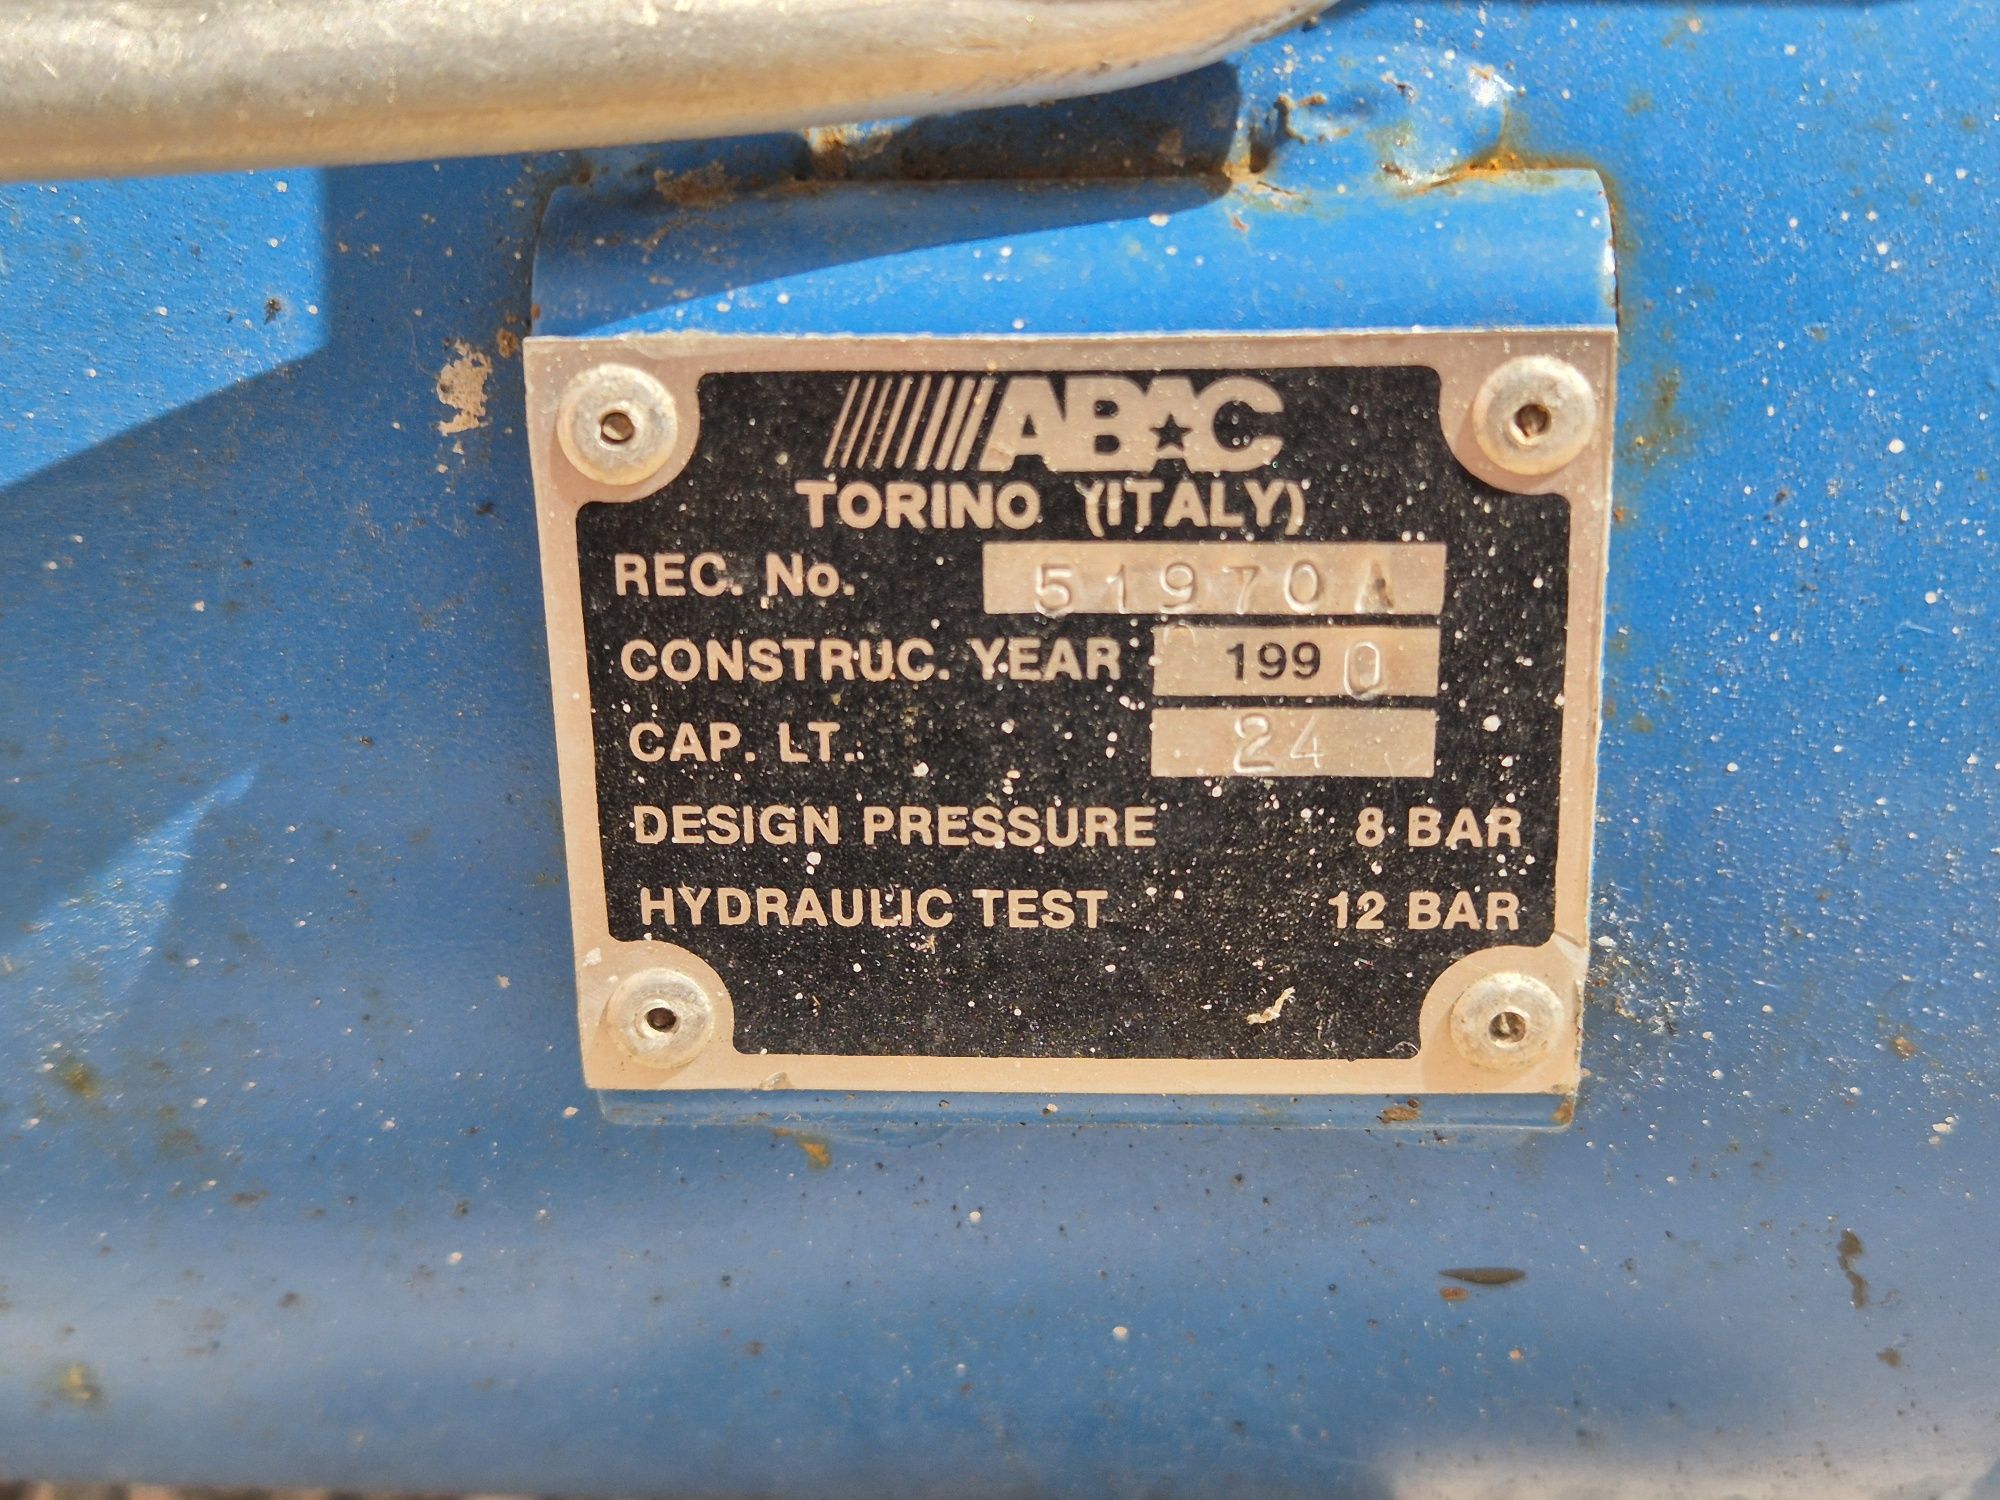 ABAC
TORINO (ITALY)
REC. No. 51970A
CONSTRUC. YEAR 1990
CAP. LT. 24
DESIGN PRESSURE 8 BAR
HYDRAULIC TEST 12 BAR